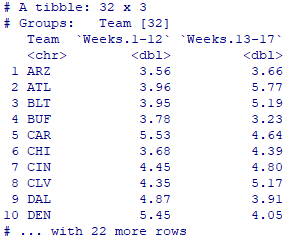 # A tibble: 32 x 3
# Groups: Team [32]
Team `Weeks.1-12` `Weeks.13-17`
<chr> <dbl> <dbl>
1 ARZ 3.56 3.66
2 ATL 3.96 5.77
3 BLT 3.95 5.19
4 BUF 3.78 3.23
5 CAR 5.53 4.64
6 CHI 3.68 4.39
7 CIN 4.45 4.80
8 CLV 4.35 5.17
9 DAL 4.87 3.91
10 DEN 5.45 4.05
# ... with 22 more rows